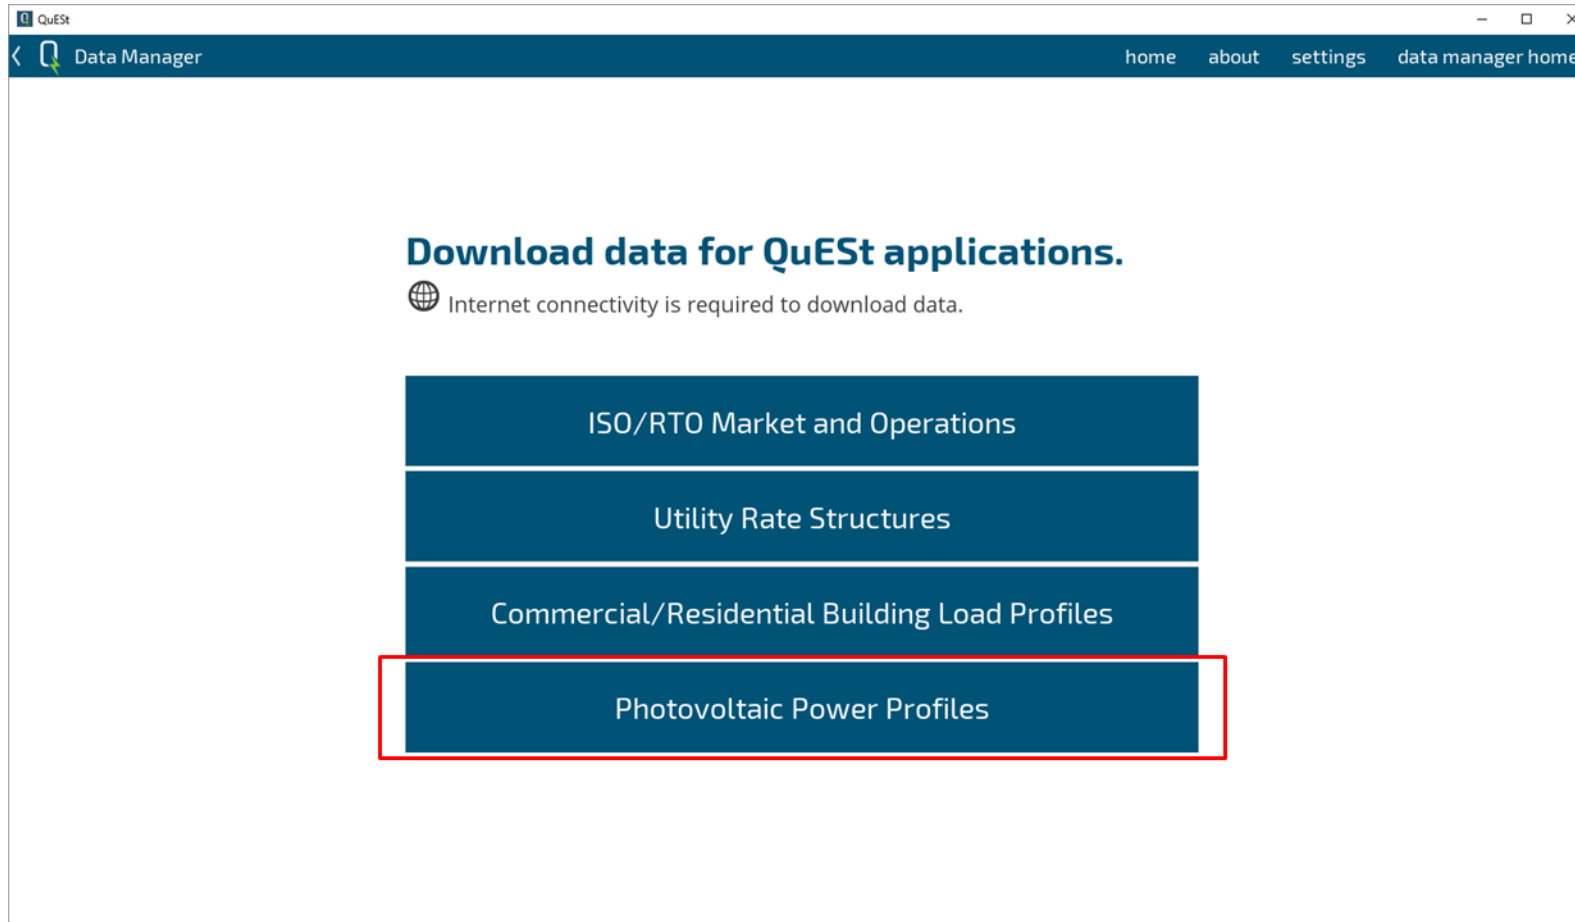 QuESt
Data Manager home about settings data manager home
Download data for QuESt applications.
Internet connectivity is required to download data.
ISO/RTO Market and Operations
Utility Rate Structures
Commercial/Residential Building Load Profiles
Photovoltaic Power Profiles